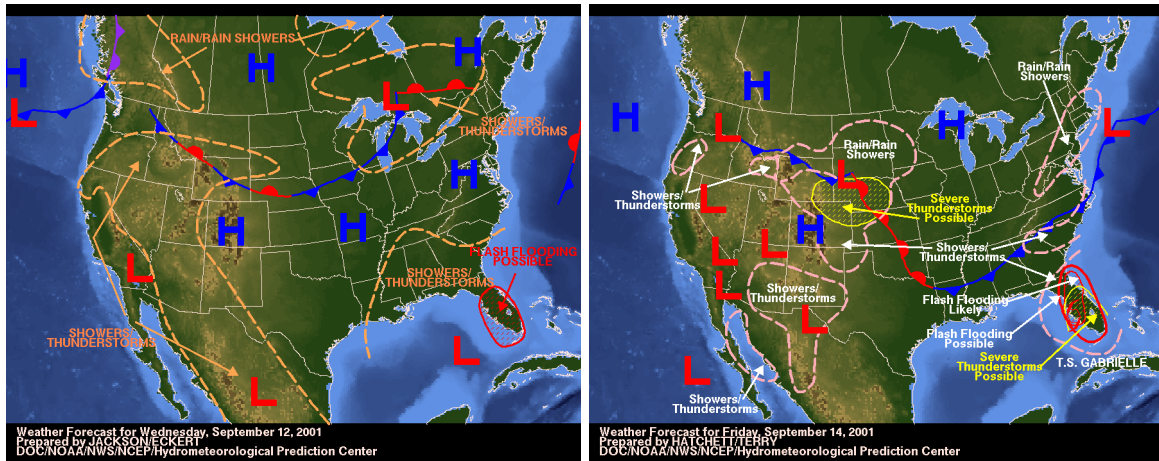 RAIN/RAIN SHOWERS
H
H
H
L
L
SHOWERS/
THUNDERSTORMS
H
H
H
L
FLASH FLOODING
POSSIBLE
SHOWERS/
THUNDERSTORMS
SHOWERS/
THUNDERSTORMS
L
L
Weather Forecast for Wednesday, September 12, 2001
Prepared by JACKSON/ECKERT
DOC/NOAA/NWS/NCEP/Hydrometeorological Prediction Center
Rain/Rain
Showers
H
H
H
L
L
Rain/Rain
Showers
L
Showers/
Thunderstorms
L
Severe
Thunderstorms
Possible
H
L
L
Showers/
Thunderstorms
L
Showers/
Thunderstorms
Flash Flooding
Likely
L
Flash Flooding
Possible
Severe
Thunderstorms
Possible
T.S. GABRIELLE
L
Showers/
Thunderstorms
Weather Forecast for Friday, September 14, 2001
Prepared by HATCHETT/TERRY
DOC/NOAA/NWS/NCEP/Hydrometeorological Prediction Center